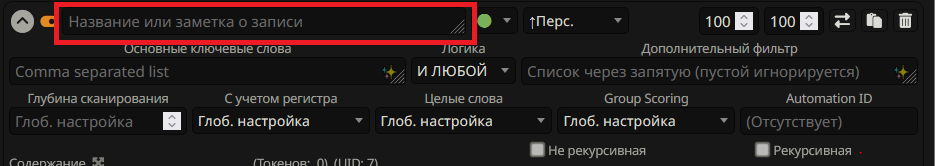 Название или заметка о записи ↑Перс. 100 100
Основные ключевые слова Логика Дополнительный фильтр
Comma separated list И ЛЮБОЙ Список через запятую (пустой игнорируется)
Глубина сканирования С учетом регистра Целые слова Group Scoring Automation ID
Глоб. настройка Глоб. настройка Глоб. настройка Глоб. настройка (Отсутствует)
Не рекурсивная Рекурсивная
Содержание (Токенов: 0) (UID: 7)